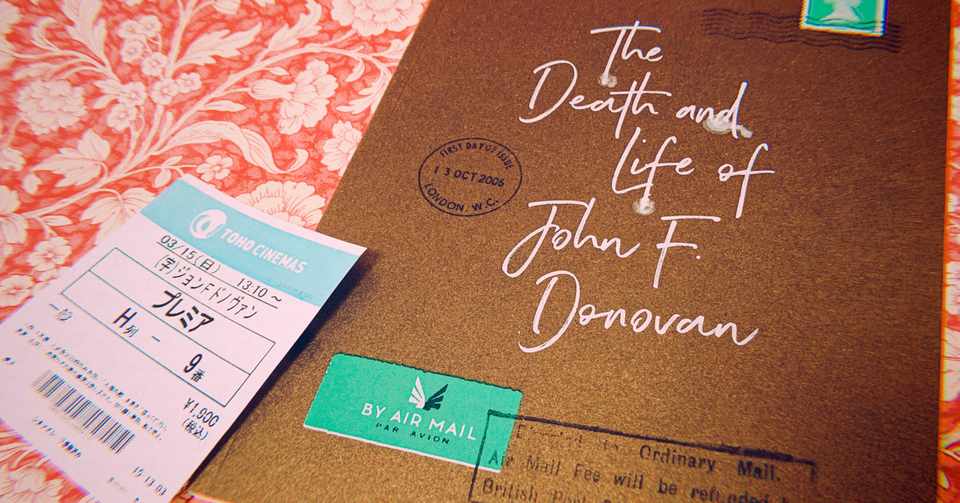 The
Death and
Life of
John F.
Donovan
FIRST DAY OF ISSUE
13 OCT 2006
LONDON, W.C.
TOHO CINEMAS
03/15(日) 13:10～
(字)ジョン・F・ドノヴァン
プレミア
H列 - 9番
¥1,900
(税込)
BY AIR MAIL
PAR AVION
to Ordinary Mail.
Air Mail Fee will be refunded
British